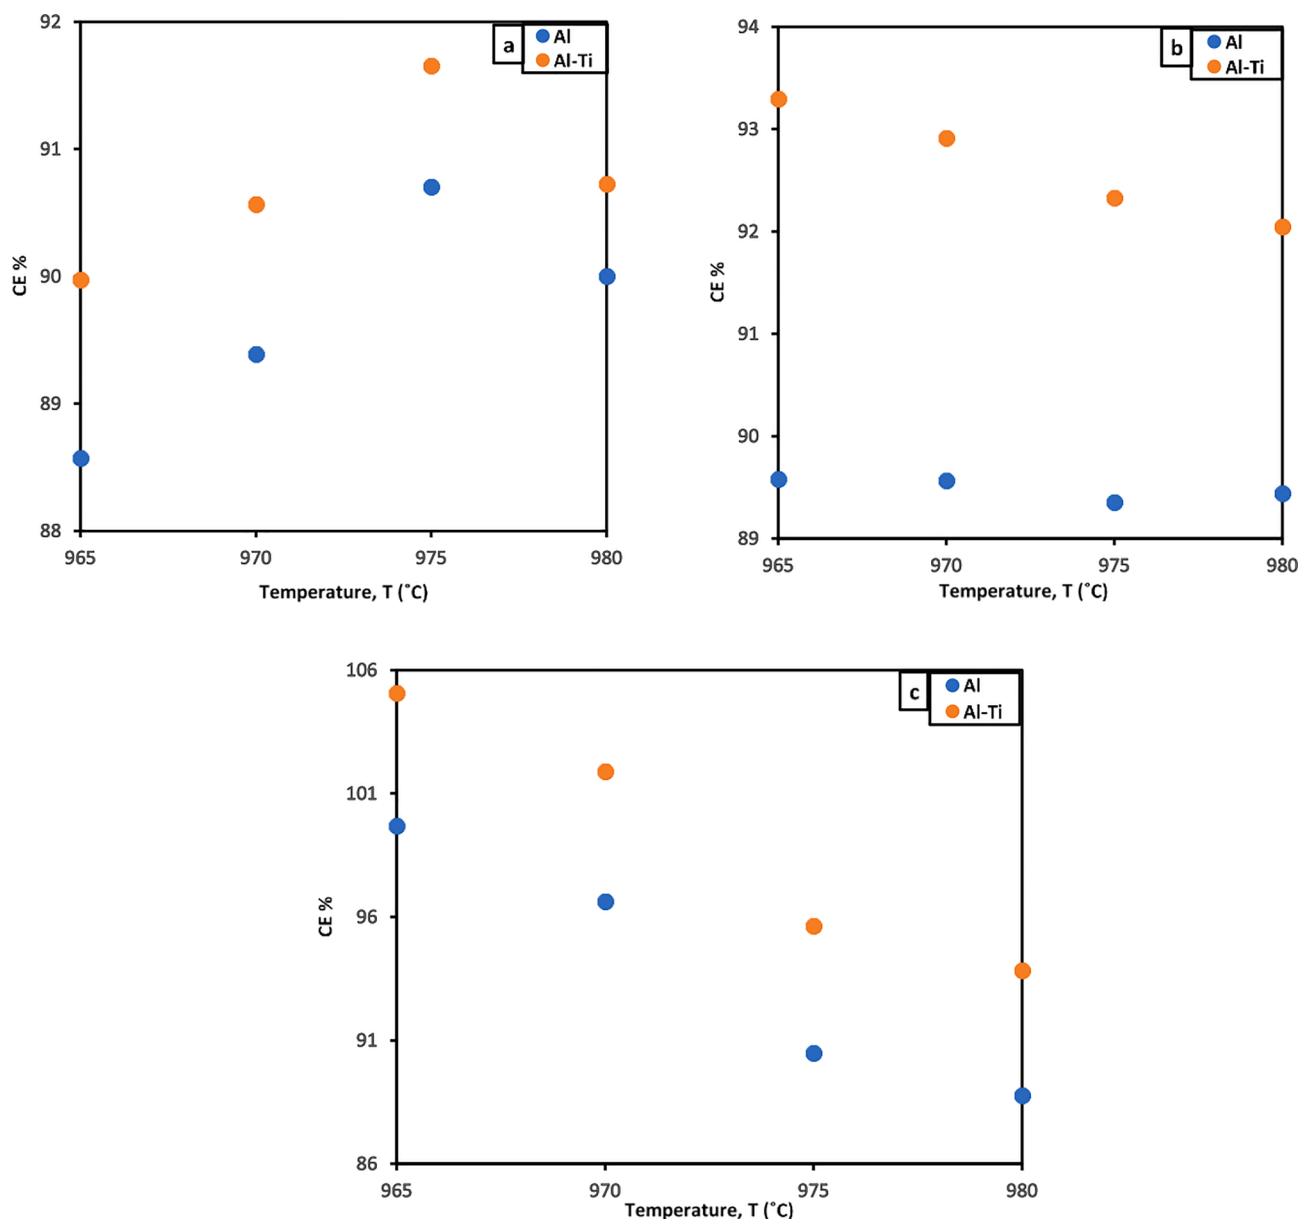 92
91
90
89
88
CE %
965
970
975
980
Temperature, T (˚C)
a
Al
Al-Ti
94
93
92
91
90
89
CE %
965
970
975
980
Temperature, T (˚C)
b
Al
Al-Ti
106
101
96
91
86
CE %
965
970
975
980
Temperature, T (˚C)
c
Al
Al-Ti